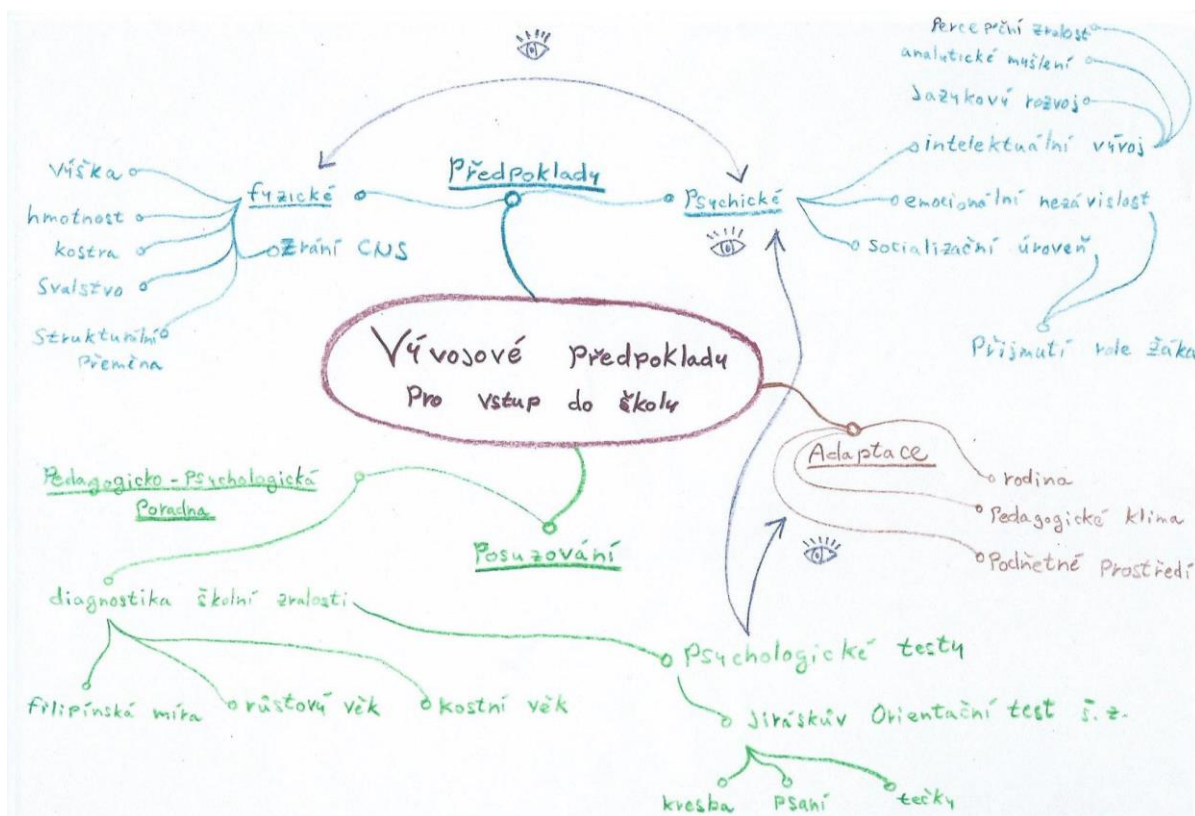 Percepční zralost
analytické myšlení
Jazykový rozvoj
intelektuální vývoj
Předpoklady
výška
fyzické
Psychické
emocionální nezávislost
hmotnost
kostra
zrání CNS
Socializační úroveň
Svalstvo
Strukturální
Přeměna
Přijmutí role žáka
Vývojové Předpoklady
Pro vstup do školy
Adaptace
rodina
Pedagogické klima
Podnětné Prostředí
Pedagogicko-Psychologická
Poradna
Posuzování
diagnostika školní zralosti
Psychologické testy
filipínská míra
růstový věk
kostní věk
Jiráskův Orientační test š.z.
kresba
psaní
tečky